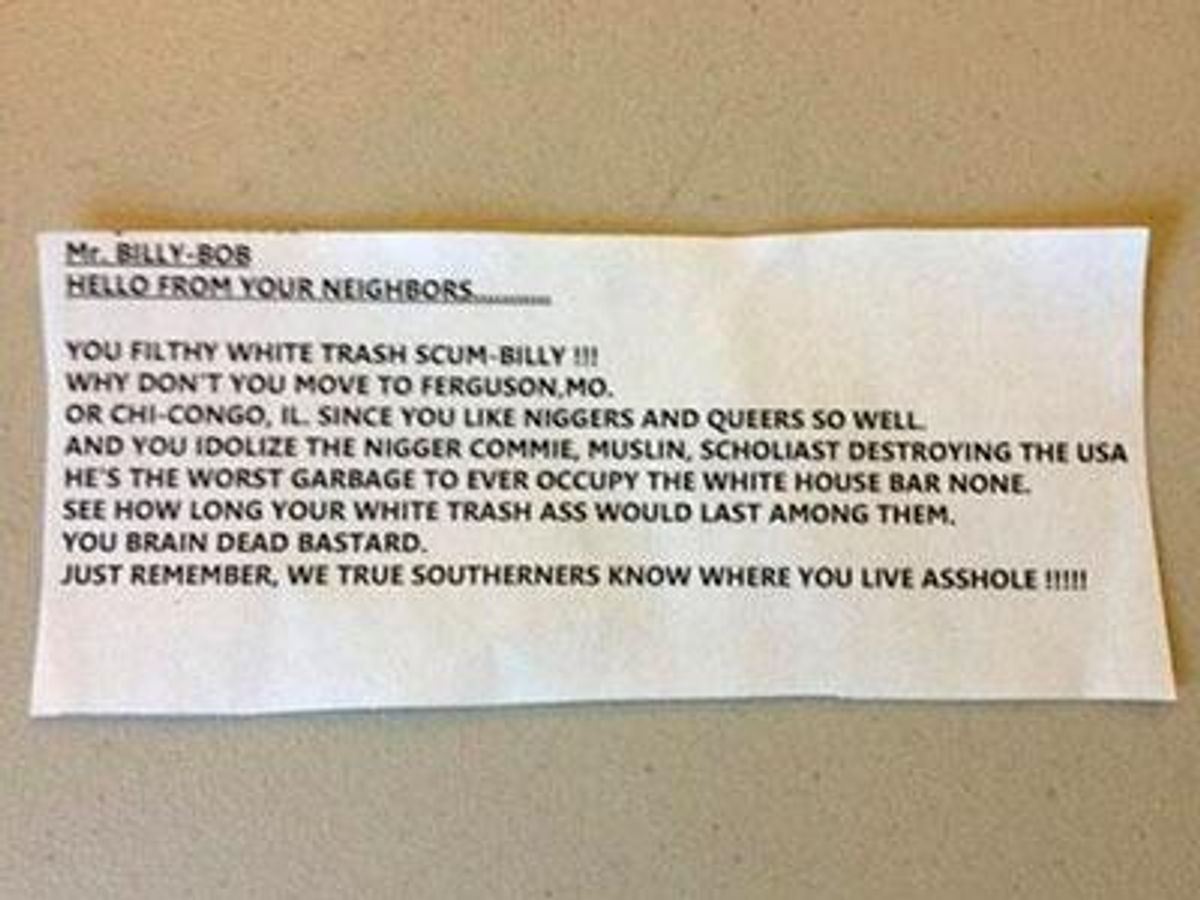 Mr. BILLY-BOB
HELLO FROM YOUR NEIGHBORS...........
YOU FILTHY WHITE TRASH SCUM-BILLY !!!
WHY DON'T YOU MOVE TO FERGUSON,MO.
OR CHI-CONGO, IL. SINCE YOU LIKE NIGGERS AND QUEERS SO WELL.
AND YOU IDOLIZE THE NIGGER COMMIE, MUSLIN, SCHOLIAST DESTROYING THE USA
HE'S THE WORST GARBAGE TO EVER OCCUPY THE WHITE HOUSE BAR NONE.
SEE HOW LONG YOUR WHITE TRASH ASS WOULD LAST AMONG THEM.
YOU BRAIN DEAD BASTARD.
JUST REMEMBER, WE TRUE SOUTHERNERS KNOW WHERE YOU LIVE ASSHOLE !!!!!